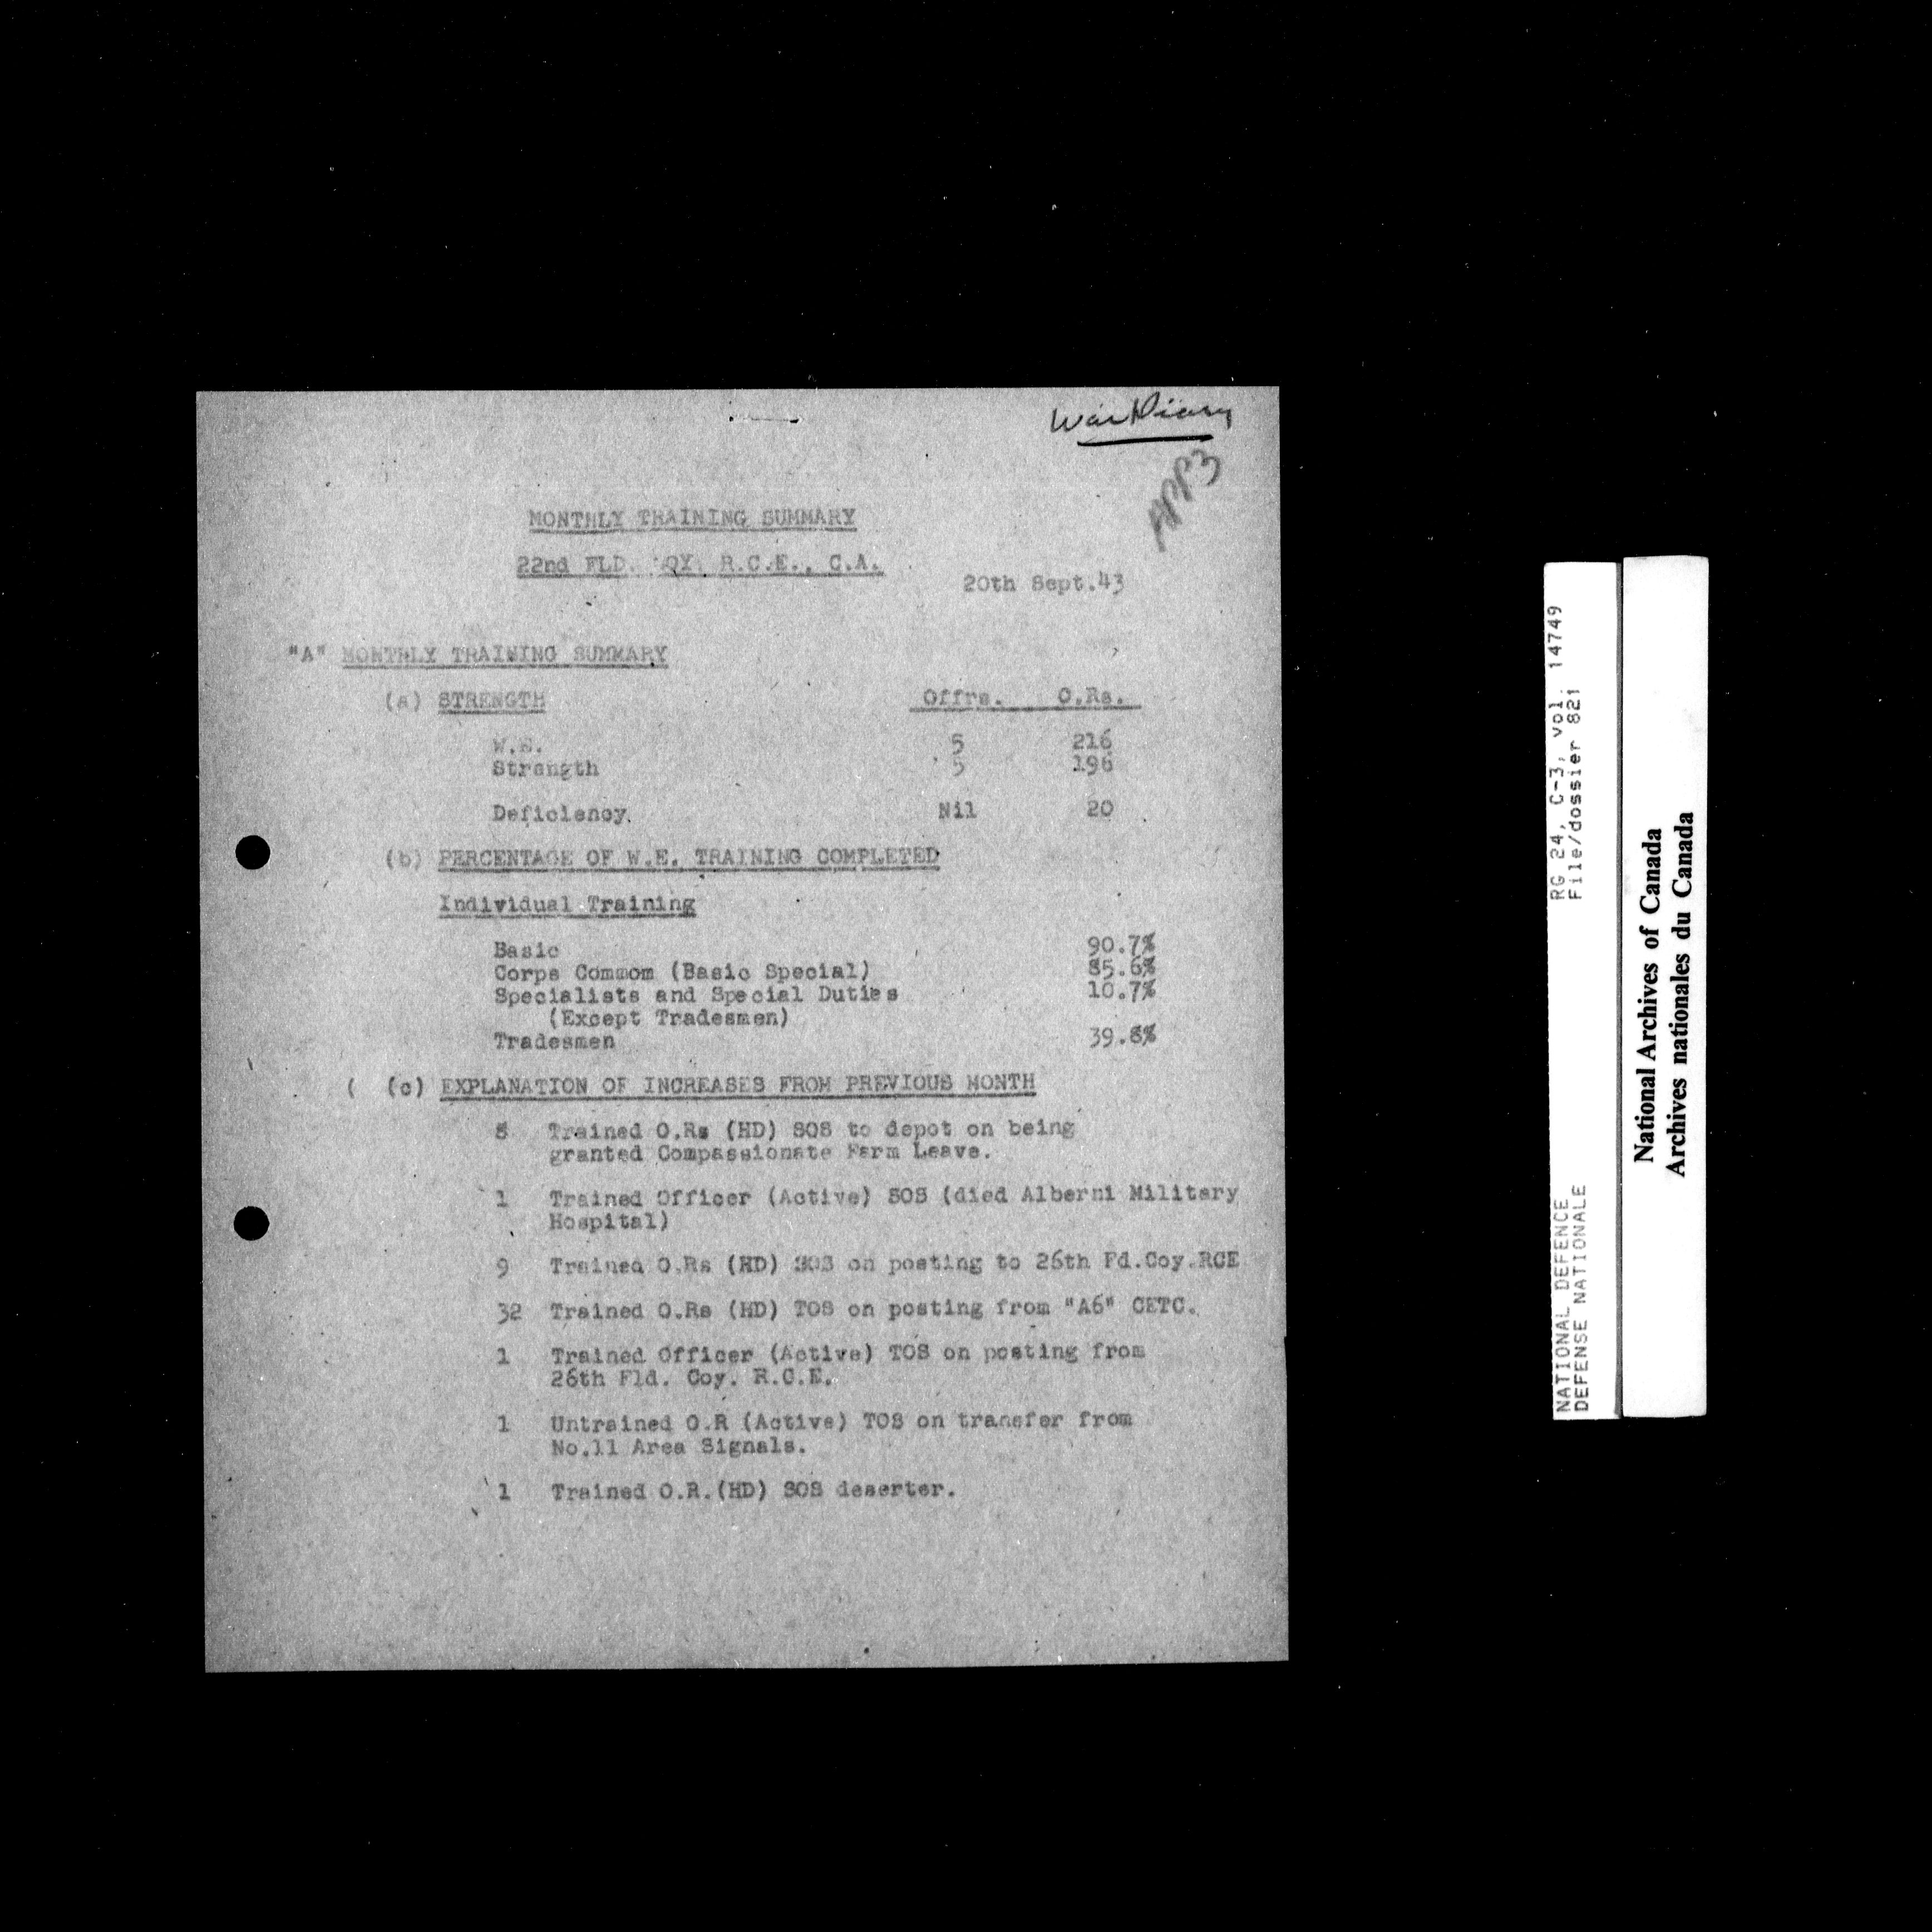 War Diary
APP3
MONTHLY TRAINING SUMMARY
22nd FLD. OY. R.C.E., C.A.
20th Sept.43
"A" MONTHLY TRAINING SUMMARY
(a) STRENGTH Offrs. O.Rs.
W.E. 5 216
Strength 5 196
Deficiency. Nil 20
(b) PERCENTAGE OF W.E. TRAINING COMPLETED
Individual Training
Basic 90.7%
Corps Commom (Basic Special) 85.6%
Specialists and Special Duties 10.7%
(Except Tradesmen)
Tradesmen 39.8%
( (c) EXPLANATION OF INCREASES FROM PREVIOUS MONTH
Trained O.Rs (HD) SOS to depot on being
granted Compassionate Farm Leave.
1 Trained Officer (Active) SOS (died Alberni Military
Hospital)
9 Trained O.Rs (HD) SOS on posting to 26th Fd.Coy.RCE
32 Trained O.Rs (HD) TOS on posting from "A6" CETC.
1 Trained Officer (Active) TOS on posting from
26th Fld. Coy. R.C.E.
1 Untrained O.R (Active) TOS on transfer from
No.11 Area Signals.
1 Trained O.R.(HD) SOS deserter.
NATIONAL DEFENCE RG 24, C-3, vol. 14749
DEFENSE NATIONALE File/dossier 821
National Archives of Canada
Archives nationales du Canada